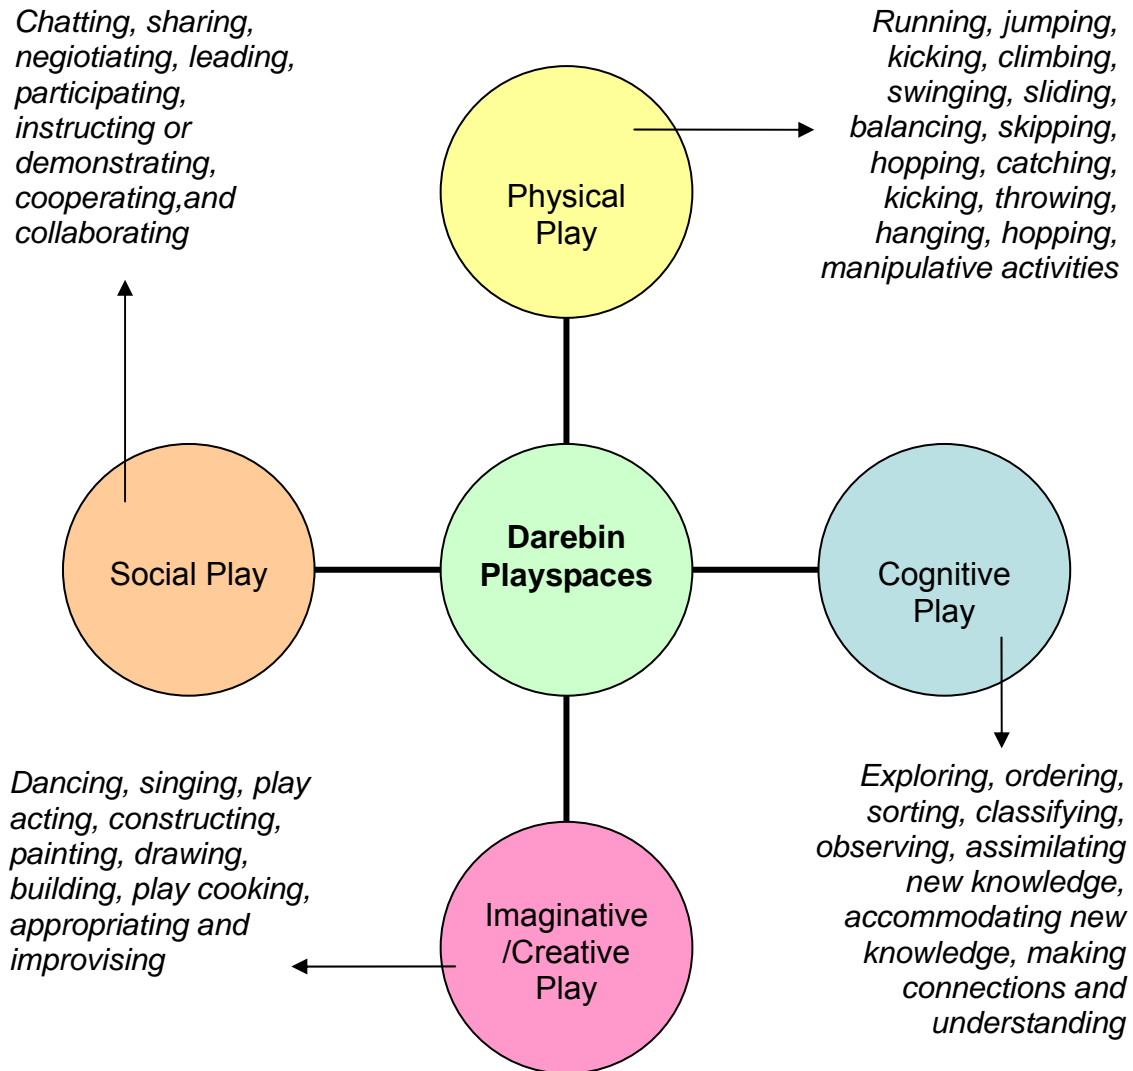 Chatting, sharing,
negiotiating, leading,
participating,
instructing or
demonstrating,
cooperating,and
collaborating
Running, jumping,
kicking, climbing,
swinging, sliding,
balancing, skipping,
hopping, catching,
kicking, throwing,
hanging, hopping,
manipulative activities
Physical
Play
Social Play
Darebin
Playspaces
Cognitive
Play
Dancing, singing, play
acting, constructing,
painting, drawing,
building, play cooking,
appropriating and
improvising
Imaginative
/Creative
Play
Exploring, ordering,
sorting, classifying,
observing, assimilating
new knowledge,
accommodating new
knowledge, making
connections and
understanding